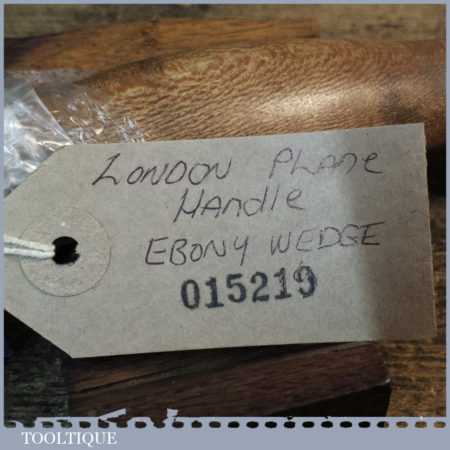 LONDON PLANE
HANDLE
EBONY WEDGE
015219
TOOLTIQUE